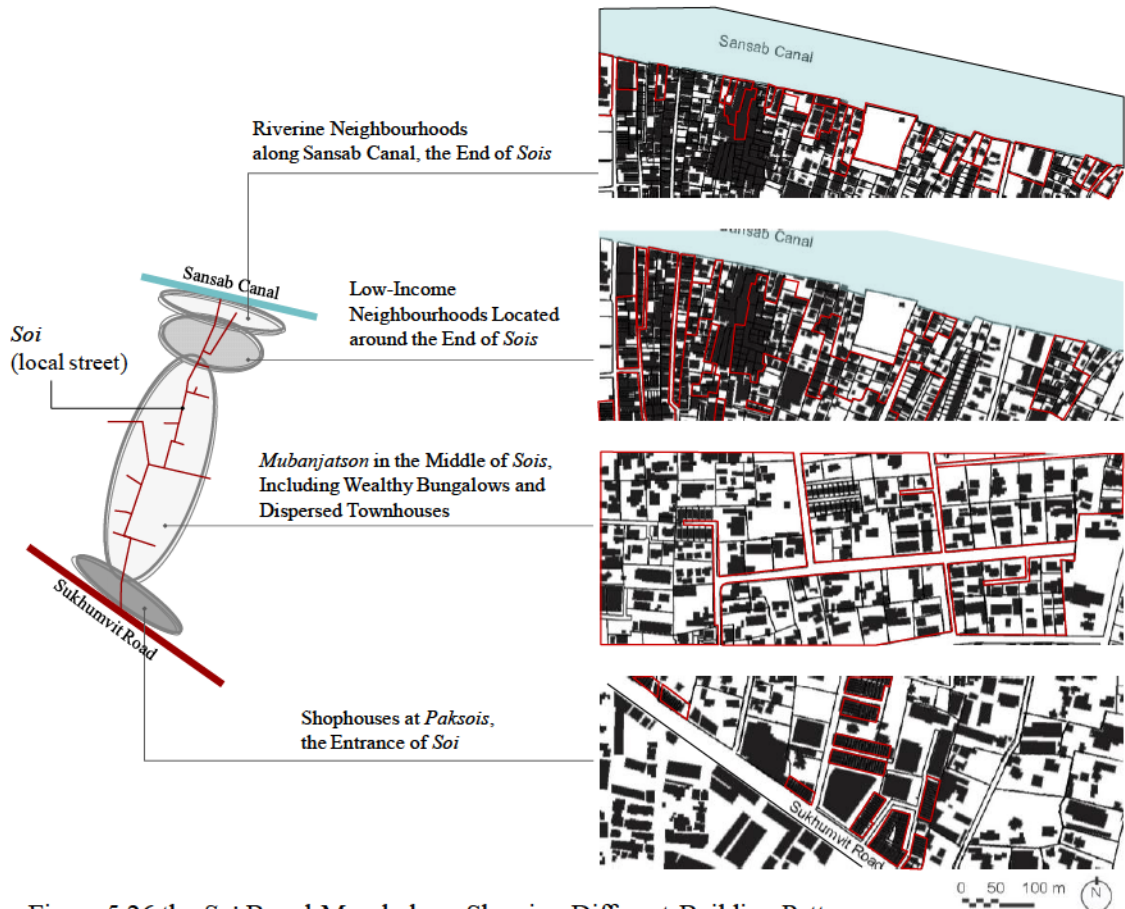 Sansab Canal
Riverine Neighbourhoods
along Sansab Canal, the End of Sois
Sansab Canal
Sansab Canal
Low-Income
Neighbourhoods Located
around the End of Sois
Soi
(local street)
Mubanjatson in the Middle of Sois,
Including Wealthy Bungalows and
Dispersed Townhouses
Sukhumvit Road
Shophouses at Paksois,
the Entrance of Soi
Sukhumvit Road
0 50 100 m
N